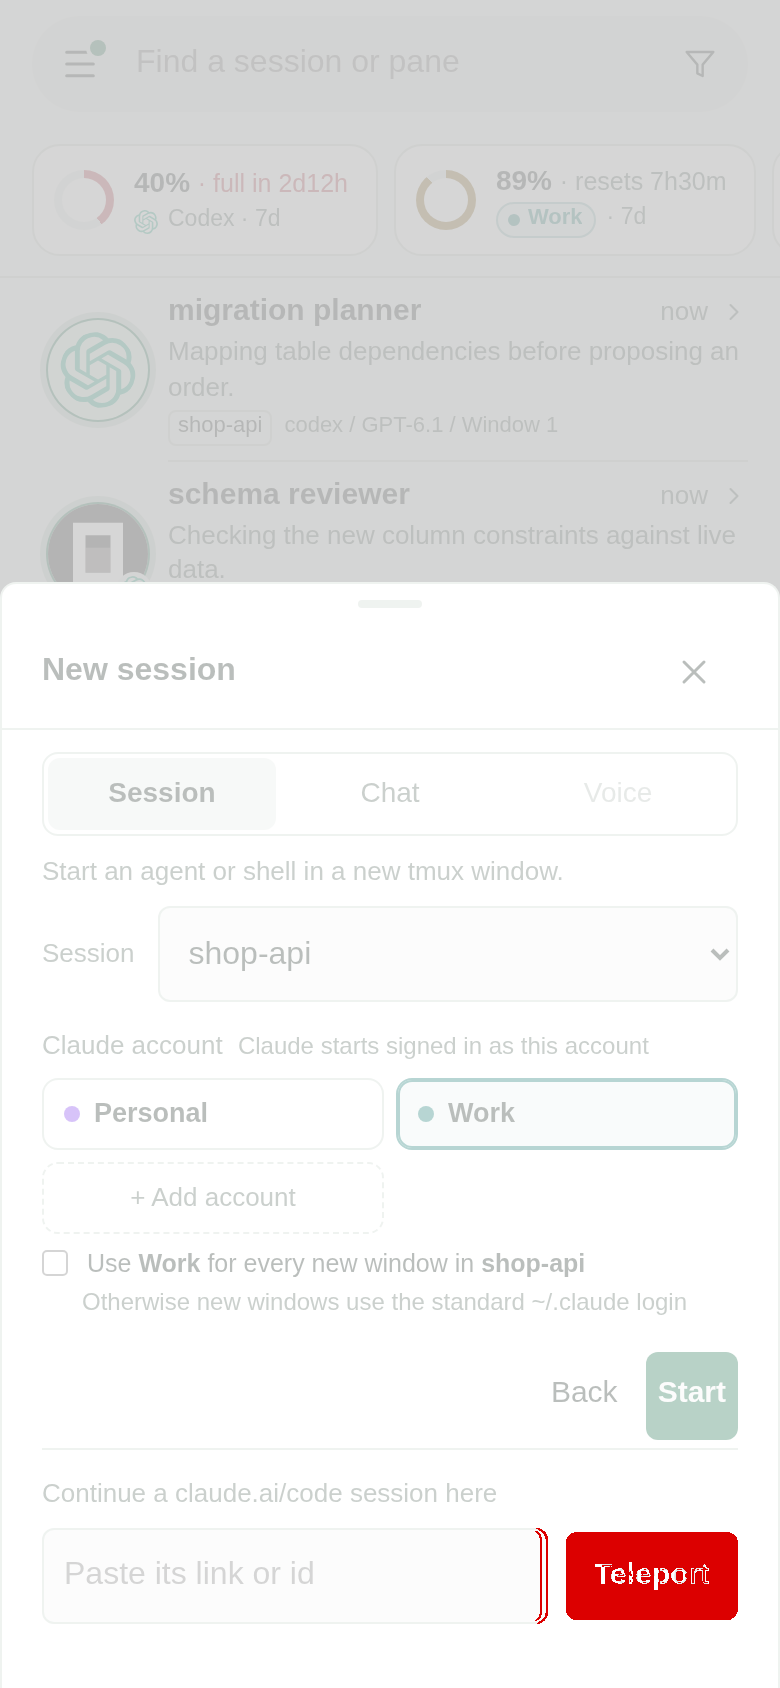 Find a session or pane
40% · full in 2d12h
Codex · 7d
89% · resets 7h30m
Work · 7d
migration planner now
Mapping table dependencies before proposing an
order.
shop-api codex / GPT-6.1 / Window 1
schema reviewer now
Checking the new column constraints against live
data.
New session
Session Chat Voice
Start an agent or shell in a new tmux window.
Session shop-api
Claude account Claude starts signed in as this account
Personal Work
+ Add account
Use Work for every new window in shop-api
Otherwise new windows use the standard ~/.claude login
Back Start
Continue a claude.ai/code session here
Paste its link or id Teleport